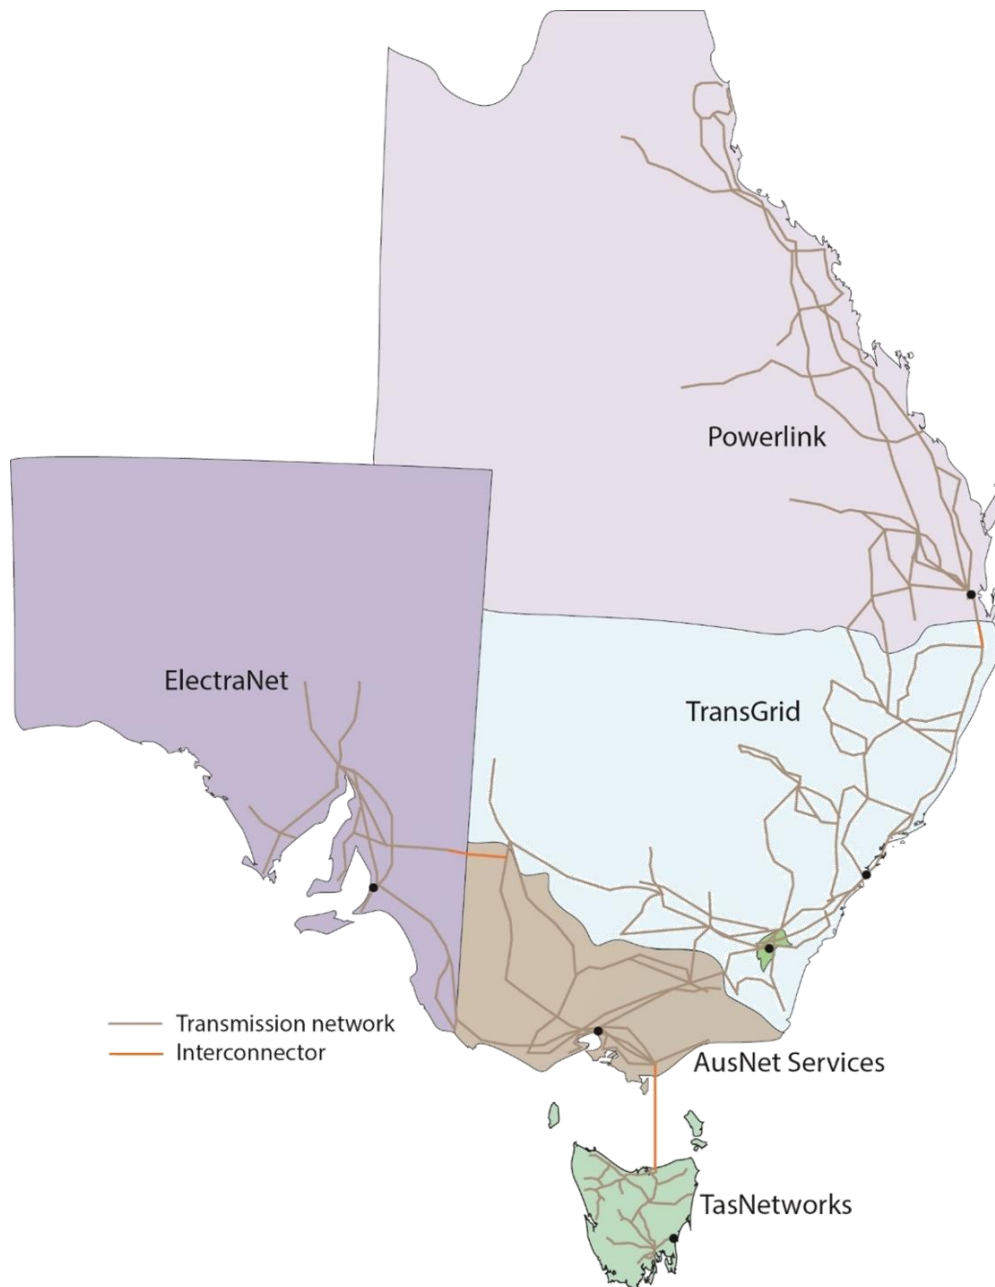 Powerlink
ElectraNet
TransGrid
Transmission network
Interconnector
AusNet Services
TasNetworks